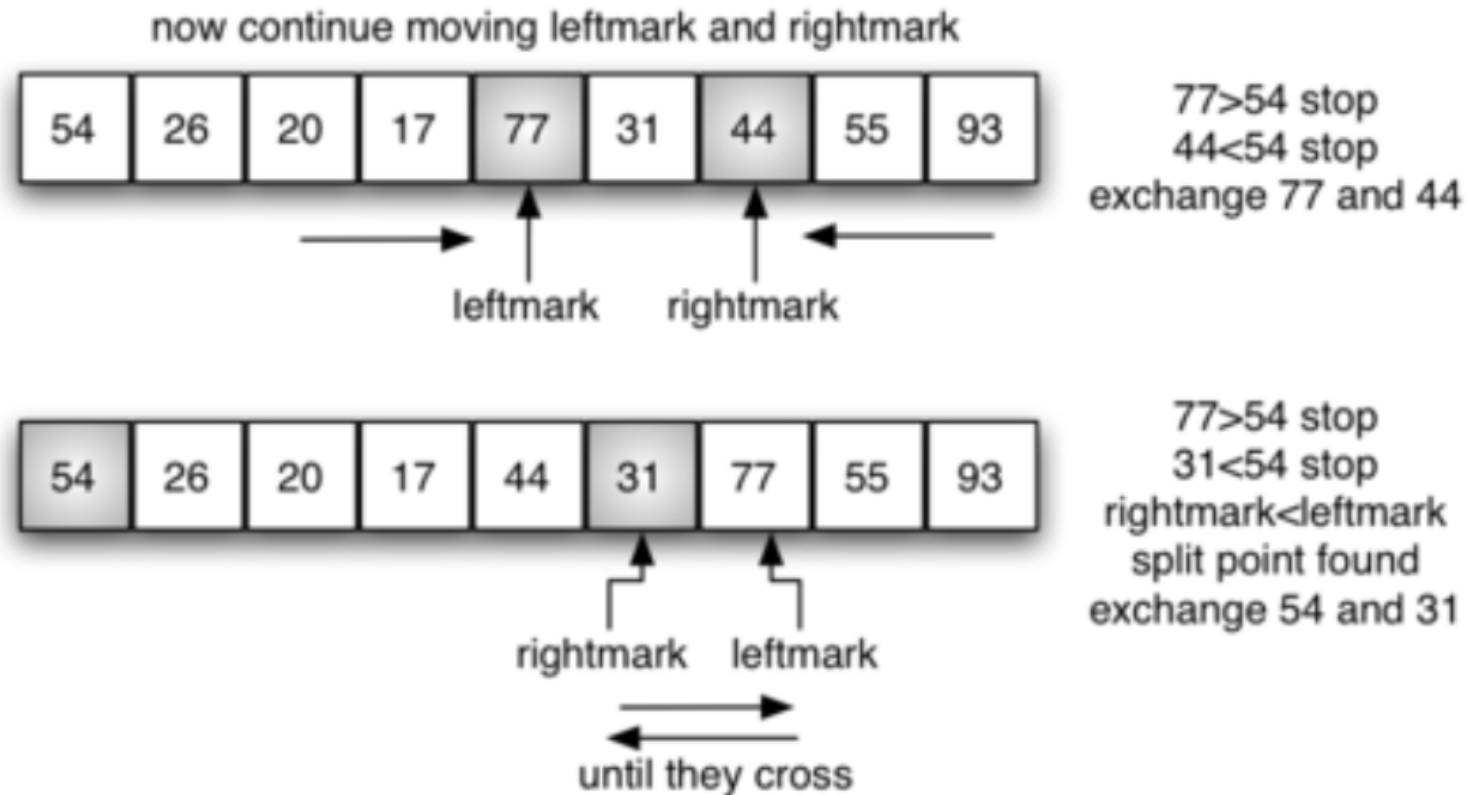 now continue moving leftmark and rightmark
54 26 20 17 77 31 44 55 93
77>54 stop
44<54 stop
exchange 77 and 44
leftmark rightmark
54 26 20 17 44 31 77 55 93
77>54 stop
31<54 stop
rightmark<leftmark
split point found
exchange 54 and 31
rightmark leftmark
until they cross